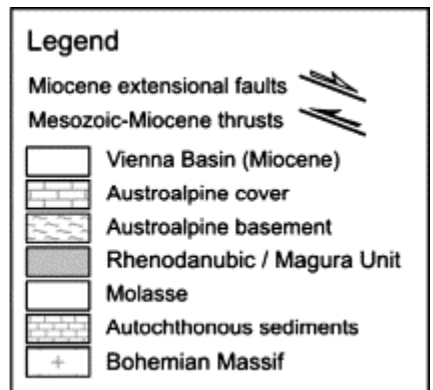 Legend
Miocene extensional faults
Mesozoic-Miocene thrusts
Vienna Basin (Miocene)
Austroalpine cover
Austroalpine basement
Rhenodanubic / Magura Unit
Molasse
Autochthonous sediments
Bohemian Massif